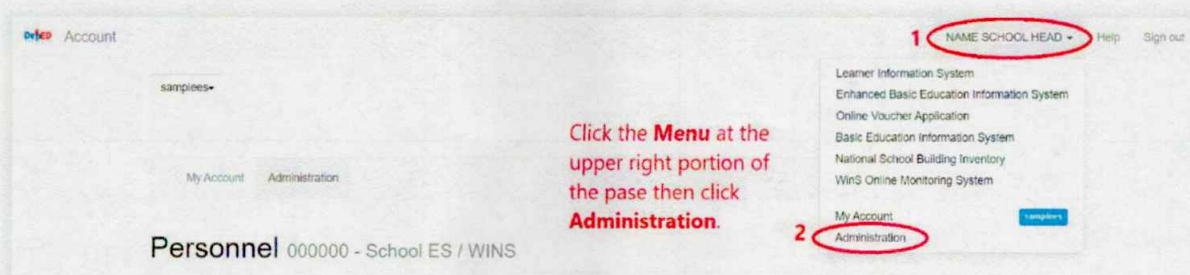 DepED Account
1 NAME SCHOOL HEAD Help Sign out
samplees
Learner Information System
Enhanced Basic Education Information System
Online Voucher Application
Basic Education Information System
National School Building Inventory
WinS Online Monitoring System
My Account samplees
2 Administration
Click the Menu at the
upper right portion of
the pase then click
Administration.
My Account Administration
Personnel 000000 - School ES / WINS